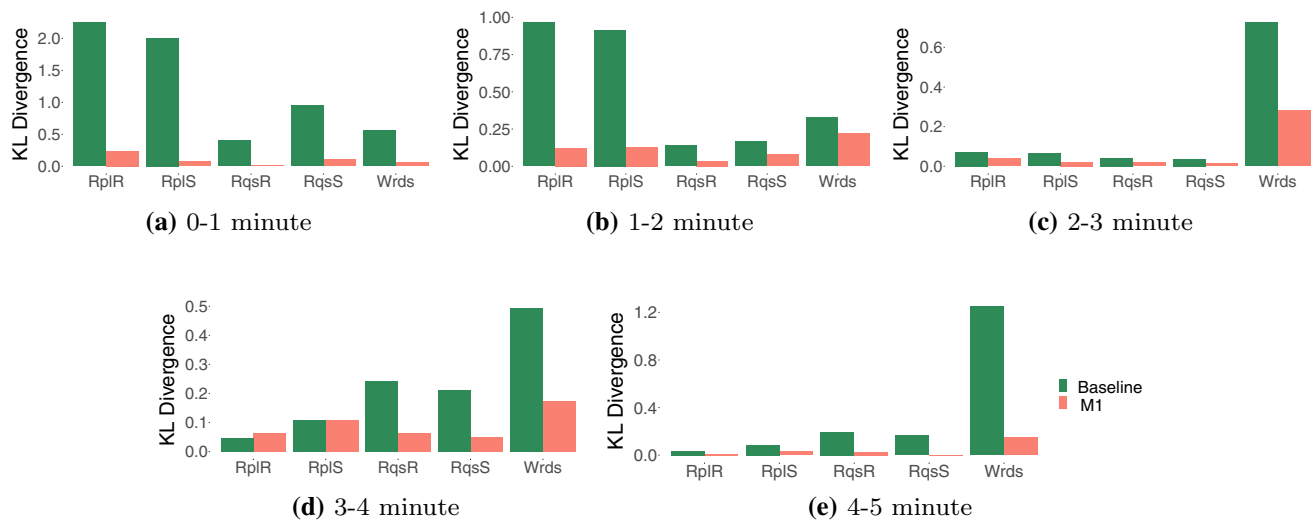 KL Divergence
2.0
1.5
1.0
0.5
0.0
RplR RplS RqsR RqsS Wrds
(a) 0-1 minute
KL Divergence
1.00
0.75
0.50
0.25
0.00
RplR RplS RqsR RqsS Wrds
(b) 1-2 minute
KL Divergence
0.6
0.4
0.2
0.0
RplR RplS RqsR RqsS Wrds
(c) 2-3 minute
KL Divergence
0.5
0.4
0.3
0.2
0.1
0.0
RplR RplS RqsR RqsS Wrds
(d) 3-4 minute
KL Divergence
1.2
0.8
0.4
0.0
RplR RplS RqsR RqsS Wrds
(e) 4-5 minute
Baseline
M1